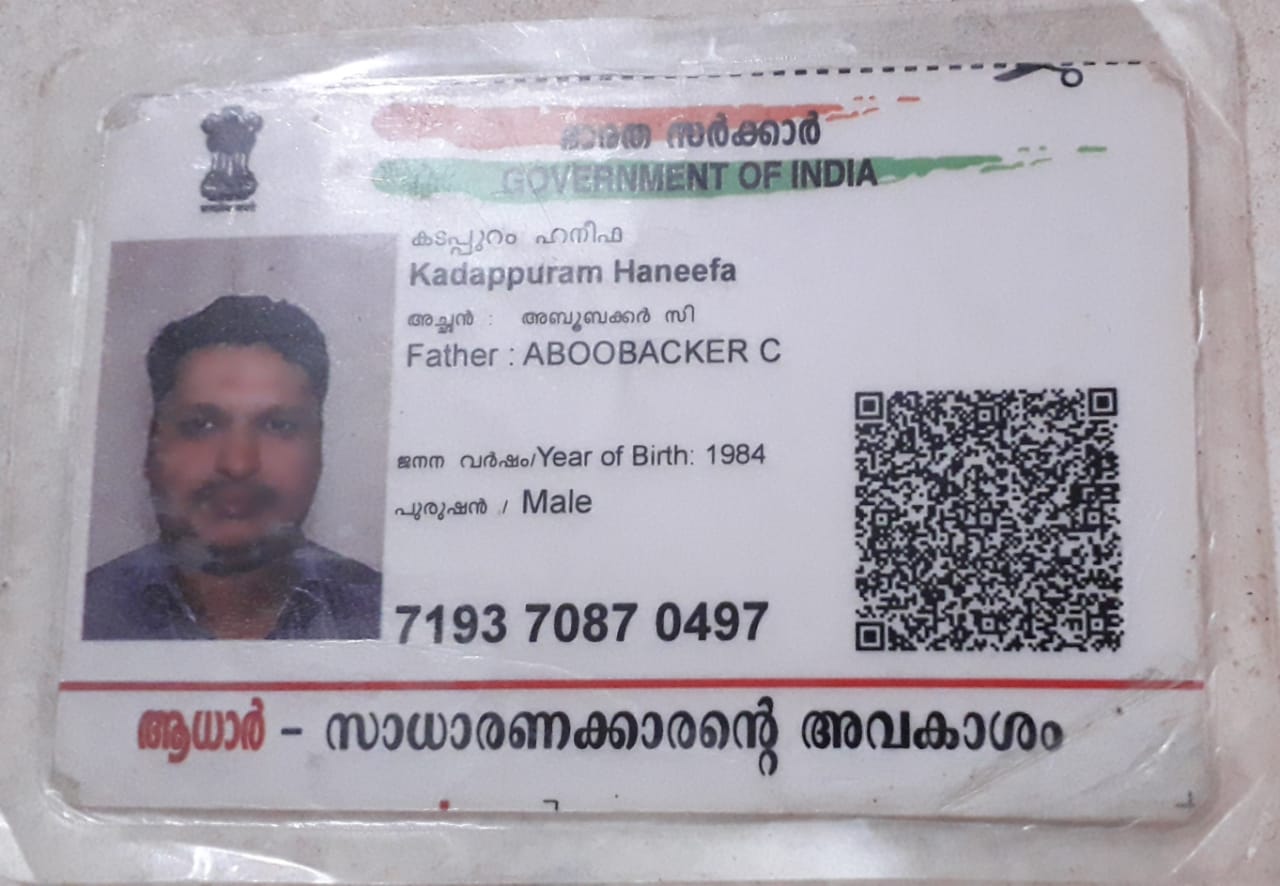 ഭാരത സർക്കാർ
GOVERNMENT OF INDIA
കടപ്പുറം ഹനീഫ
Kadappuram Haneefa
അച്ഛൻ : അബൂബക്കർ സി
Father : ABOOBACKER C
ജനന വർഷം/Year of Birth: 1984
പുരുഷൻ / Male
7193 7087 0497
ആധാർ - സാധാരണക്കാരന്റെ അവകാശം